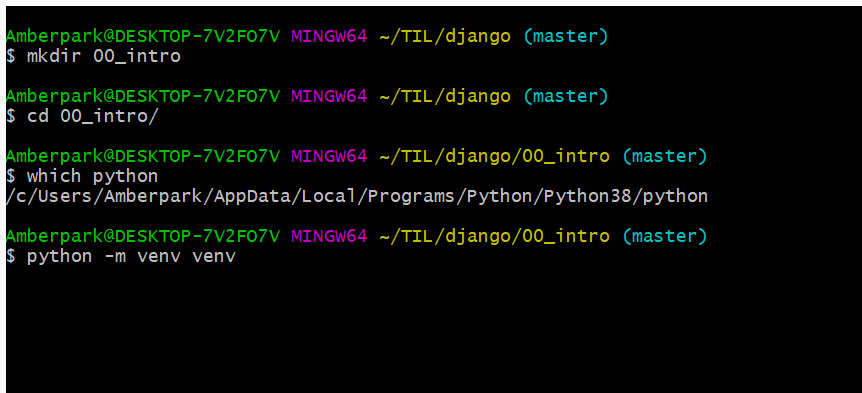 Amberpark@DESKTOP-7V2FO7V MINGW64 ~/TIL/django (master)
$ mkdir 00_intro
Amberpark@DESKTOP-7V2FO7V MINGW64 ~/TIL/django (master)
$ cd 00_intro/
Amberpark@DESKTOP-7V2FO7V MINGW64 ~/TIL/django/00_intro (master)
$ which python
/c/Users/Amberpark/AppData/Local/Programs/Python/Python38/python
Amberpark@DESKTOP-7V2FO7V MINGW64 ~/TIL/django/00_intro (master)
$ python -m venv venv